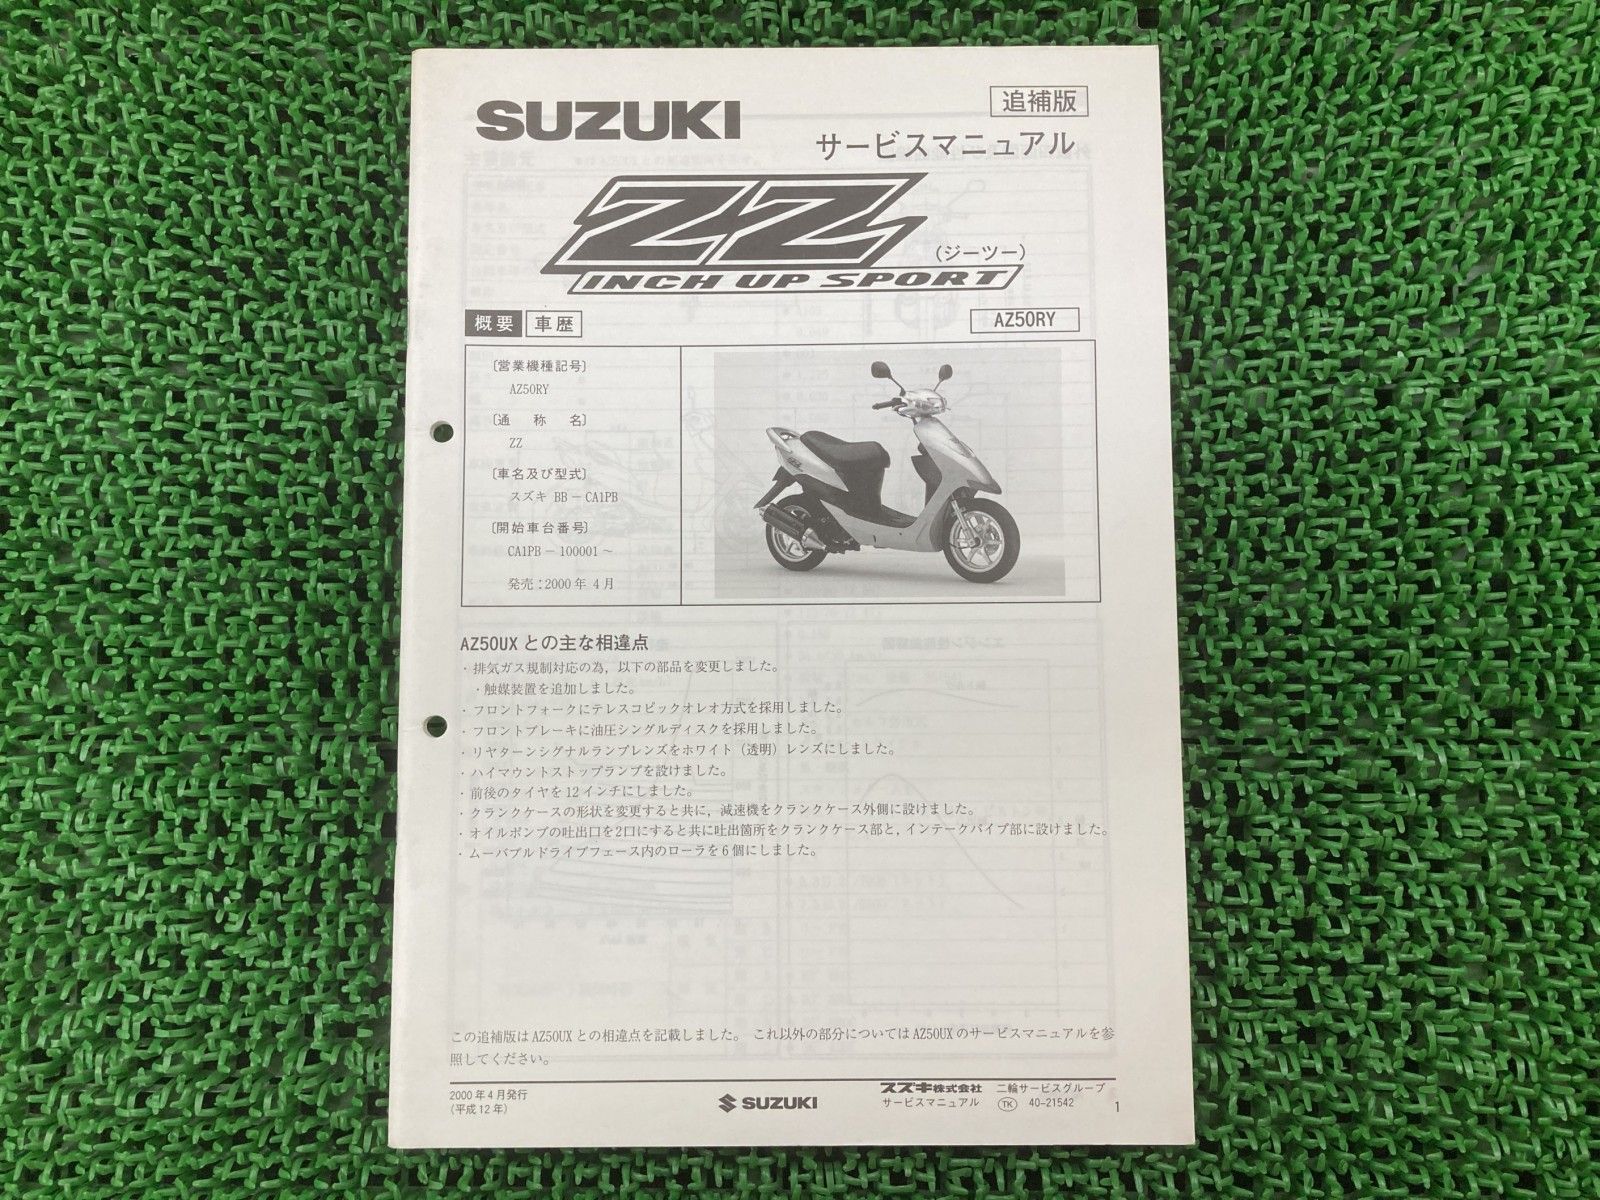 SUZUKI
追補版
サービスマニュアル
ZZ
(ジーツー)
INCH UP SPORT
概要 車歴
AZ50RY
〔営業機種記号〕
AZ50RY
〔通 称 名〕
ZZ
〔車名及び型式〕
スズキ BB－CA1PB
〔開始車台番号〕
CA1PB－100001～
発売：2000年 4月
AZ50UX との主な相違点
・排気ガス規制対応の為，以下の部品を変更しました。
・触媒装置を追加しました。
・フロントフォークにテレスコピックオレオ方式を採用しました。
・フロントブレーキに油圧シングルディスクを採用しました。
・リヤターンシグナルランプレンズをホワイト（透明）レンズにしました。
・ハイマウントストップランプを設けました。
・前後のタイヤを12インチにしました。
・クランクケースの形状を変更すると共に，減速機をクランクケース外側に設けました。
・オイルポンプの吐出口を2口にすると共に吐出箇所をクランクケース部と，インテークパイプ部に設けました。
・ムーバブルドライブフェース内のローラを6個にしました。
この追補版はAZ50UX との相違点を記載しました。 これ以外の部分についてはAZ50UX のサービスマニュアルを参
照してください。
2000年4月発行
（平成12年）
SUZUKI
スズキ株式会社 二輪サービスグループ
サービスマニュアル TK 40-21542
1